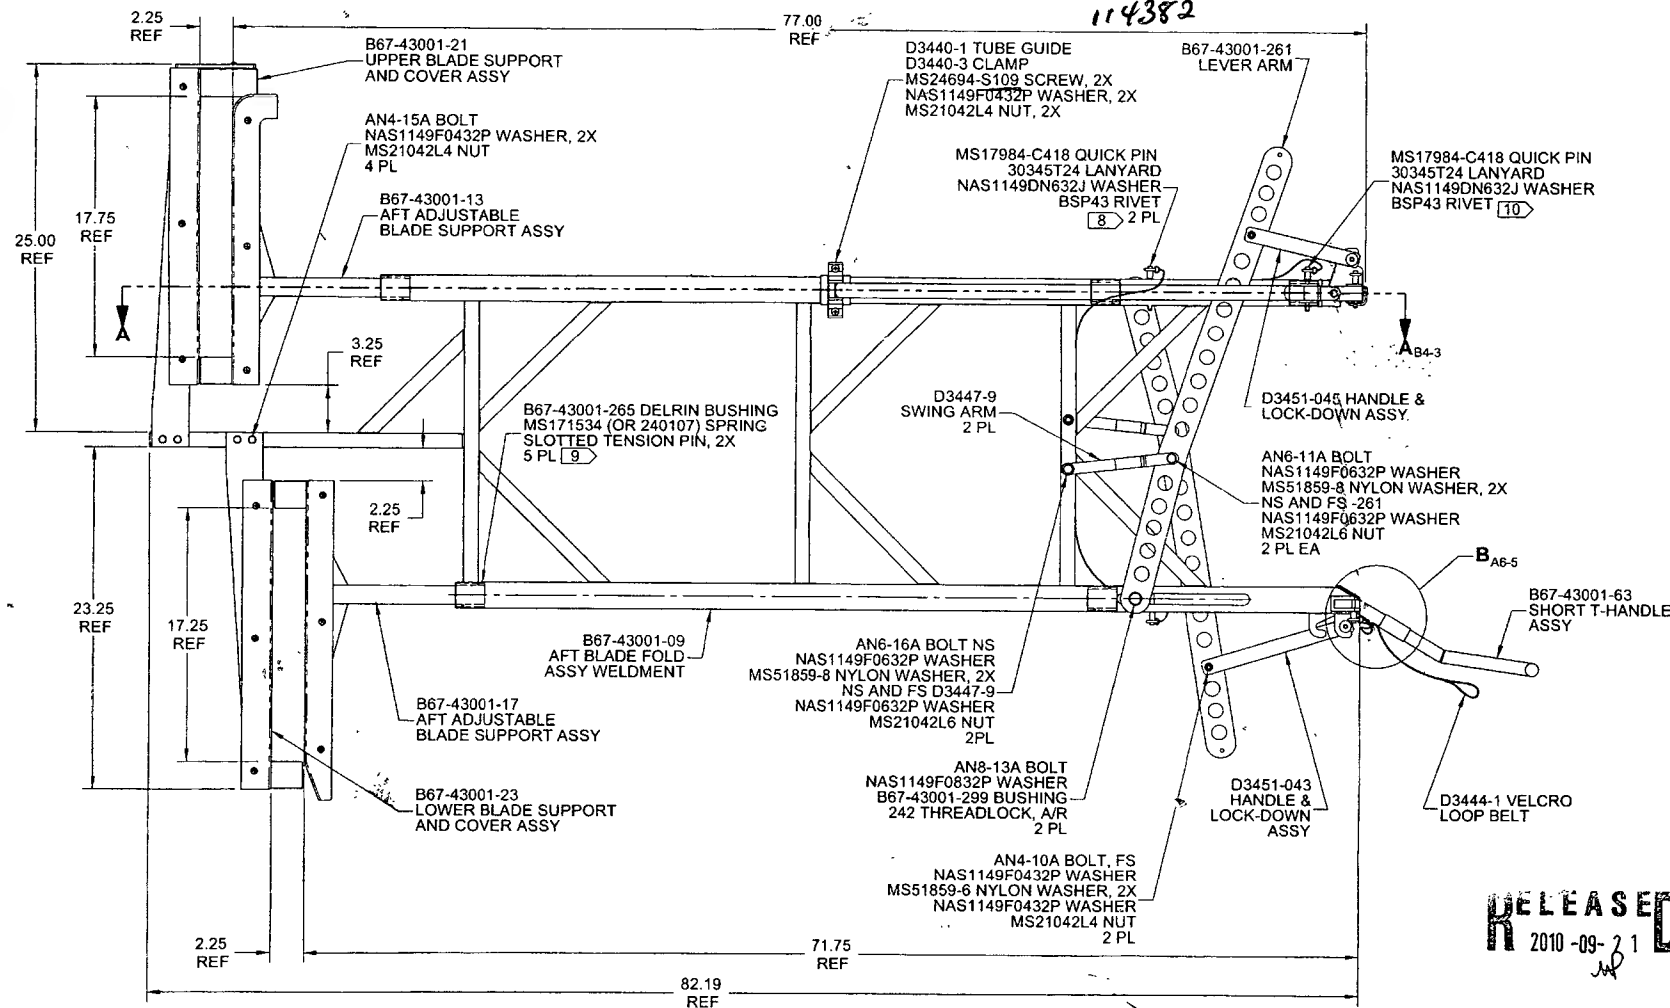 114382
2.25
REF
77.00
REF
B67-43001-21
UPPER BLADE SUPPORT
AND COVER ASSY
D3440-1 TUBE GUIDE
D3440-3 CLAMP
MS24694-S109 SCREW, 2X
NAS1149F0432P WASHER, 2X
MS21042L4 NUT, 2X
B67-43001-261
LEVER ARM
AN4-15A BOLT
NAS1149F0432P WASHER, 2X
MS21042L4 NUT
4 PL
MS17984-C418 QUICK PIN
30345T24 LANYARD
NAS1149DN632J WASHER
BSP43 RIVET
8 2 PL
MS17984-C418 QUICK PIN
30345T24 LANYARD
NAS1149DN632J WASHER
BSP43 RIVET 10
B67-43001-13
AFT ADJUSTABLE
BLADE SUPPORT ASSY
17.75
REF
25.00
REF
A
A B4-3
3.25
REF
D3447-9
SWING ARM
2 PL
D3451-045 HANDLE &
LOCK-DOWN ASSY.
B67-43001-265 DELRIN BUSHING
MS171534 (OR 240107) SPRING
SLOTTED TENSION PIN, 2X
5 PL 9
AN6-11A BOLT
NAS1149F0632P WASHER
MS51859-8 NYLON WASHER, 2X
NS AND FS -261
NAS1149F0632P WASHER
MS21042L6 NUT
2 PL EA
2.25
REF
B A6-5
23.25
REF
17.25
REF
B67-43001-63
SHORT T-HANDLE
ASSY
B67-43001-09
AFT BLADE FOLD
ASSY WELDMENT
AN6-16A BOLT NS
NAS1149F0632P WASHER
MS51859-8 NYLON WASHER, 2X
NS AND FS D3447-9
NAS1149F0632P WASHER
MS21042L6 NUT
2PL
B67-43001-17
AFT ADJUSTABLE
BLADE SUPPORT ASSY
AN8-13A BOLT
NAS1149F0832P WASHER
B67-43001-299 BUSHING
242 THREADLOCK, A/R
2 PL
B67-43001-23
LOWER BLADE SUPPORT
AND COVER ASSY
D3451-043
HANDLE &
LOCK-DOWN
ASSY
D3444-1 VELCRO
LOOP BELT
AN4-10A BOLT, FS
NAS1149F0432P WASHER
MS51859-6 NYLON WASHER, 2X
NAS1149F0432P WASHER
MS21042L4 NUT
2 PL
RELEASED
2010-09-21
2.25
REF
71.75
REF
82.19
REF